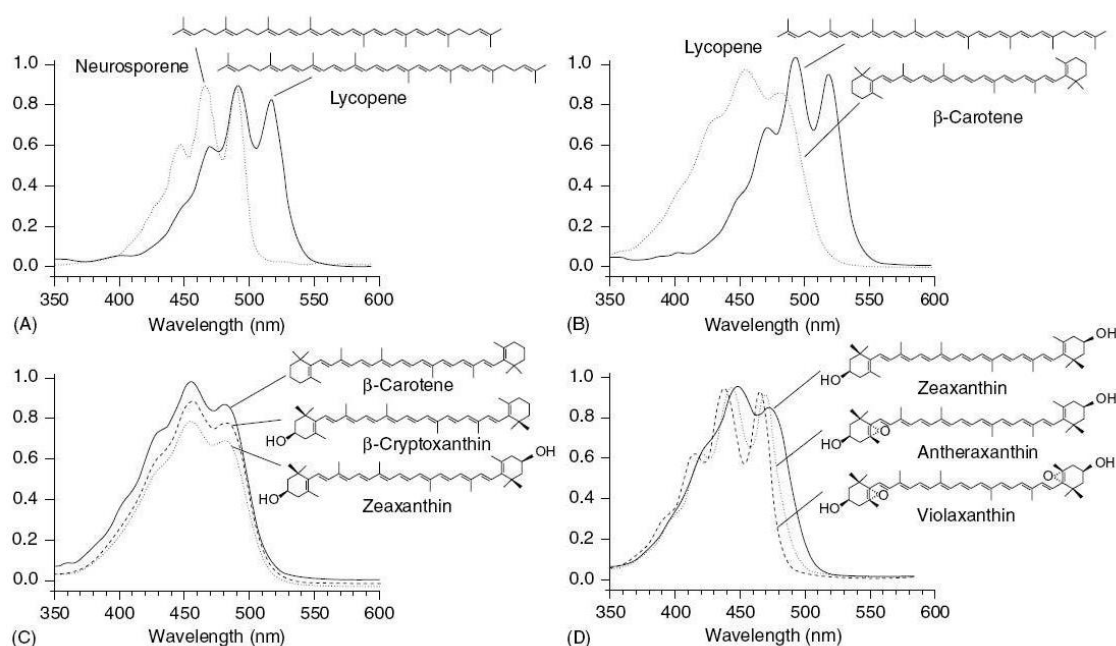 Neurosporene
Lycopene
1.0
0.8
0.6
0.4
0.2
0.0
350 400 450 500 550 600
(A) Wavelength (nm)
Lycopene
β-Carotene
1.0
0.8
0.6
0.4
0.2
0.0
350 400 450 500 550 600
(B) Wavelength (nm)
β-Carotene
HO
β-Cryptoxanthin
OH
HO
Zeaxanthin
1.0
0.8
0.6
0.4
0.2
0.0
350 400 450 500 550 600
(C) Wavelength (nm)
OH
HO
Zeaxanthin
OH
HO O
Antheraxanthin
O OH
HO O
Violaxanthin
1.0
0.8
0.6
0.4
0.2
0.0
350 400 450 500 550 600
(D) Wavelength (nm)